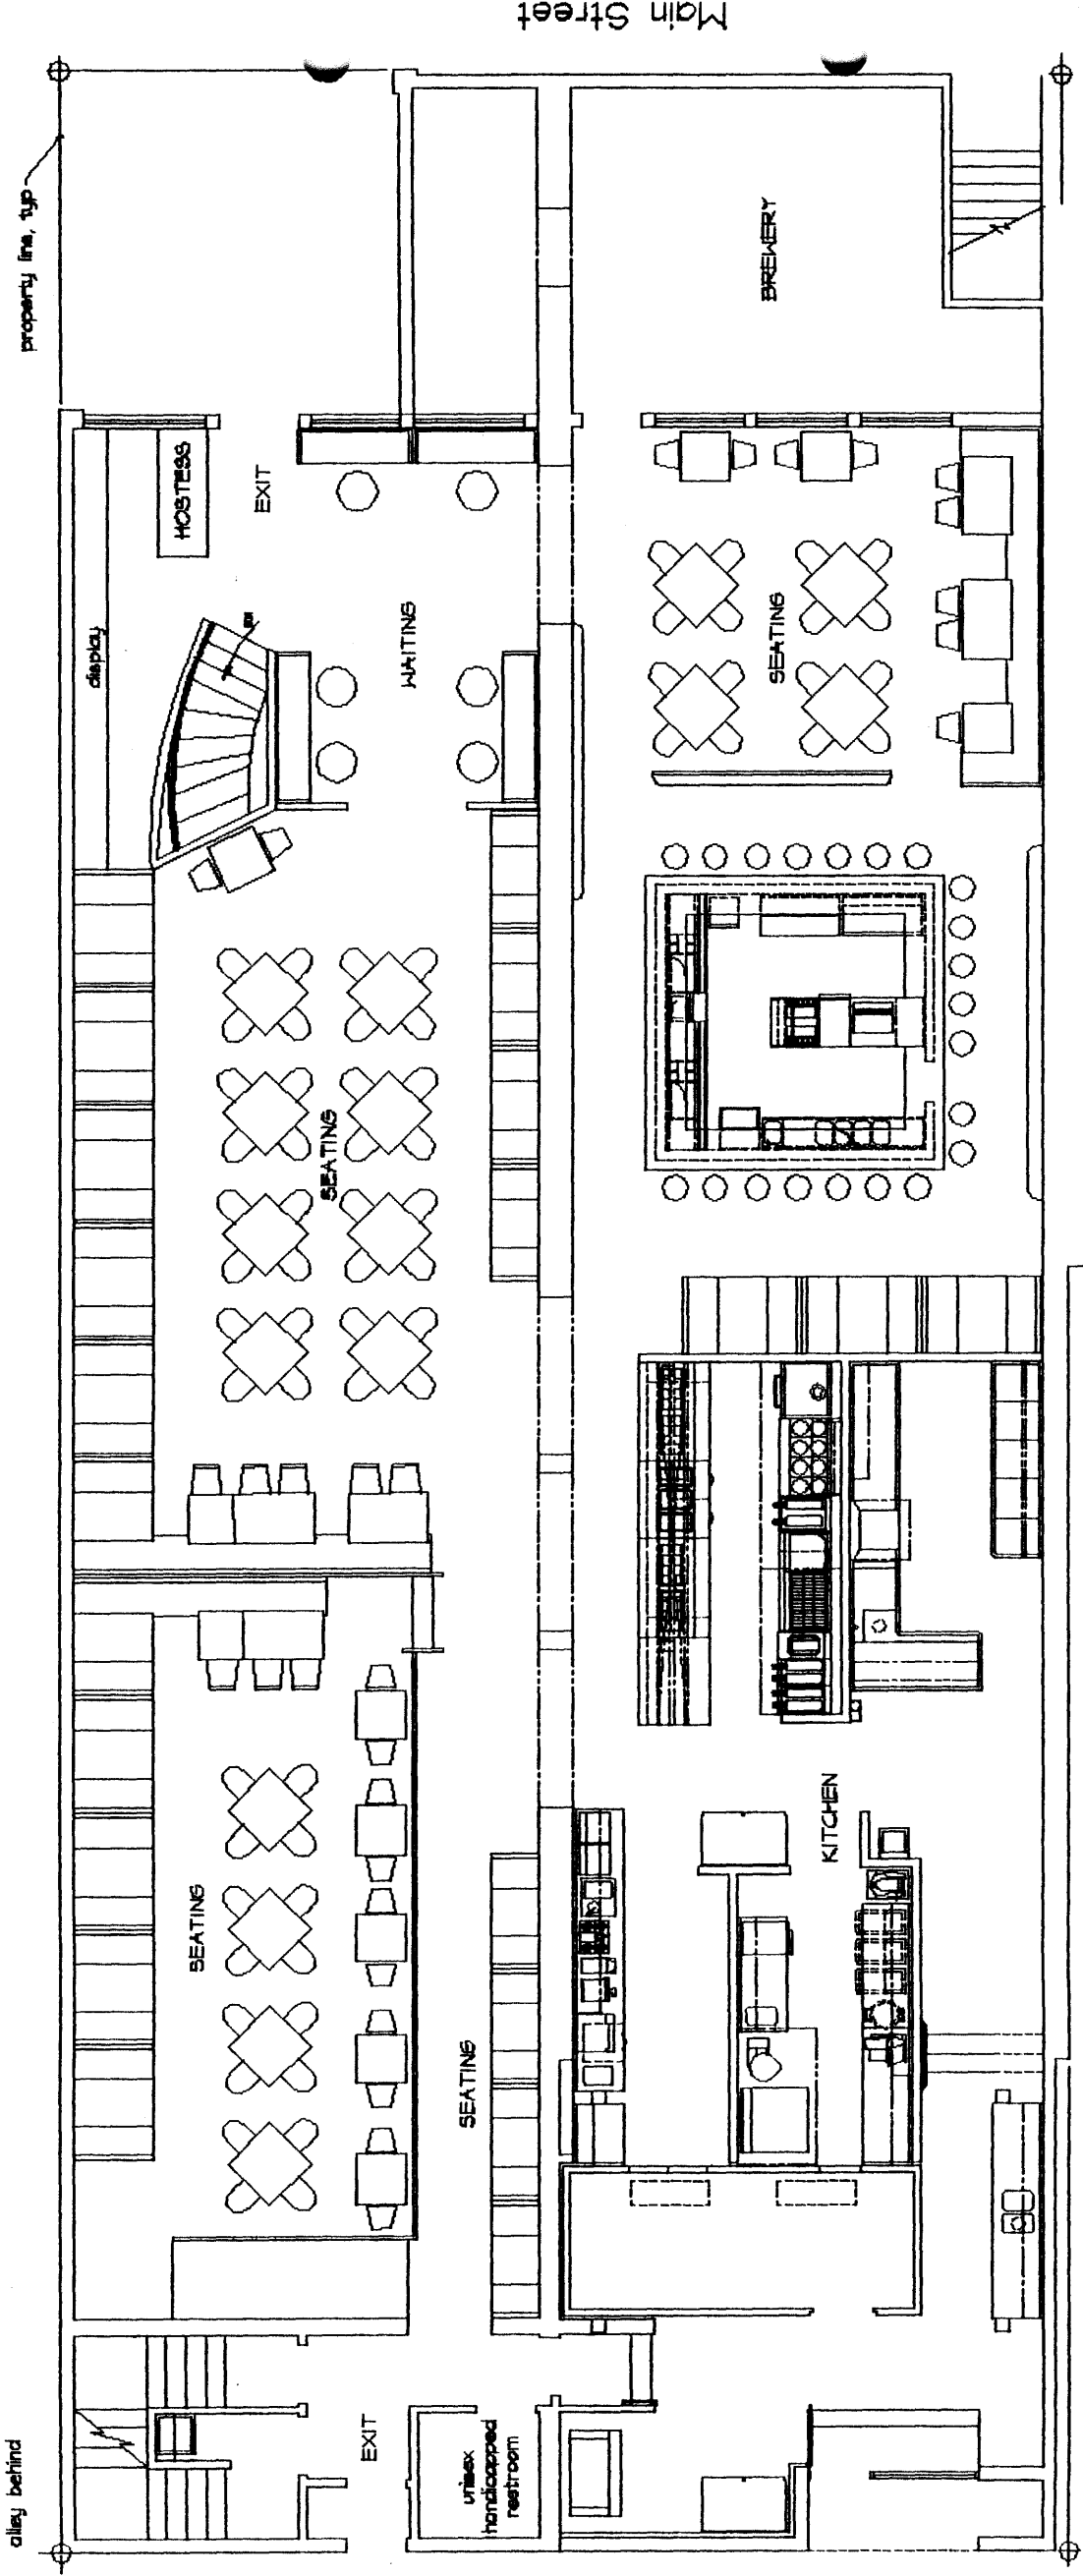 Main Street
property line, typ
BREWERY
HOSTESS
EXIT
display
WAITING
SEATING
SEATING
SEATING
SEATING
KITCHEN
EXIT
unisex
handicapped
restroom
alley behind